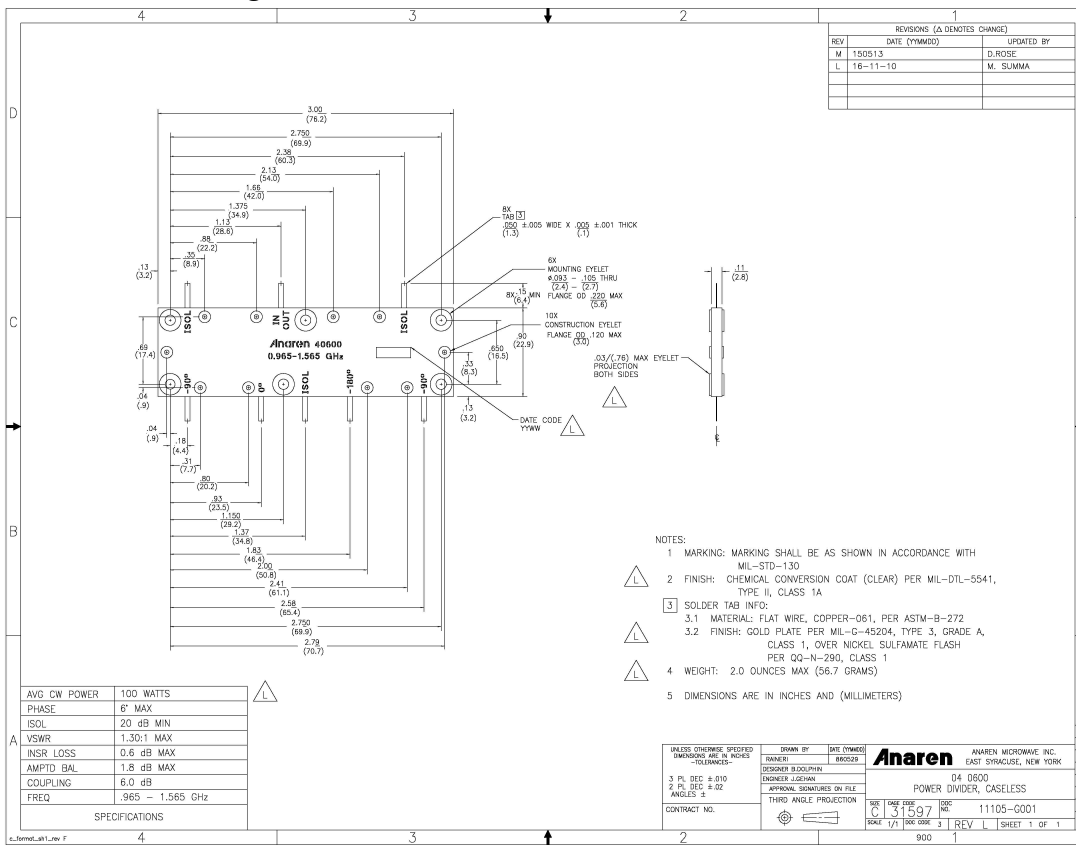 4 3 2 1
REVISIONS (Δ DENOTES CHANGE)
REV DATE (YYMMDD) UPDATED BY
M 150513 D.ROSE
L 16-11-10 M. SUMMA
D
3.00
(76.2)
2.750
(69.9)
2.38
(60.3)
2.13
(54.0)
1.66
(42.0)
1.375
(34.9)
1.13
(28.6)
.88
(22.2)
.35
(8.9)
.13
(3.2)
8X
TAB 3
.050 ±.005 WIDE X .005 ±.001 THICK
(1.3) (.1)
6X
MOUNTING EYELET
ø.093 - .105 THRU
(2.4) - (2.7)
FLANGE OD .220 MAX
(5.6)
8X .15 MIN
(6.4)
10X
CONSTRUCTION EYELET
FLANGE OD .120 MAX
(3.0)
.11
(2.8)
C
ISOL
IN
OUT
ISOL
Anaren 40600
0.965-1.565 GHz
-90°
0°
ISOL
-180°
-90°
.69
(17.4)
.04
(.9)
.90
(22.9)
.650
(16.5)
.33
(8.3)
.13
(3.2)
.03/(.76) MAX EYELET
PROJECTION
BOTH SIDES
L
DATE CODE
YYWW
L
℄
.04
(.9)
.18
(4.4)
.31
(7.7)
.80
(20.2)
.93
(23.5)
1.150
(29.2)
1.37
(34.8)
1.83
(46.4)
2.00
(50.8)
2.41
(61.1)
2.58
(65.4)
2.750
(69.9)
2.79
(70.7)
B
NOTES:
1 MARKING: MARKING SHALL BE AS SHOWN IN ACCORDANCE WITH
MIL-STD-130
L 2 FINISH: CHEMICAL CONVERSION COAT (CLEAR) PER MIL-DTL-5541,
TYPE II, CLASS 1A
3 SOLDER TAB INFO:
3.1 MATERIAL: FLAT WIRE, COPPER-061, PER ASTM-B-272
L 3.2 FINISH: GOLD PLATE PER MIL-G-45204, TYPE 3, GRADE A,
CLASS 1, OVER NICKEL SULFAMATE FLASH
PER QQ-N-290, CLASS 1
L 4 WEIGHT: 2.0 OUNCES MAX (56.7 GRAMS)
5 DIMENSIONS ARE IN INCHES AND (MILLIMETERS)
A
L
AVG CW POWER 100 WATTS
PHASE 6° MAX
ISOL 20 dB MIN
VSWR 1.30:1 MAX
INSR LOSS 0.6 dB MAX
AMPTD BAL 1.8 dB MAX
COUPLING 6.0 dB
FREQ .965 - 1.565 GHz
SPECIFICATIONS
UNLESS OTHERWISE SPECIFIED
DIMENSIONS ARE IN INCHES
-TOLERANCES-
3 PL DEC ±.010
2 PL DEC ±.02
ANGLES ±
CONTRACT NO.
DRAWN BY DATE (YYMMDD)
RAINERI 860529
DESIGNER B.DOLPHIN
ENGINEER J.GEHAN
APPROVAL SIGNATURES ON FILE
THIRD ANGLE PROJECTION
Anaren
ANAREN MICROWAVE INC.
EAST SYRACUSE, NEW YORK
04 0600
POWER DIVIDER, CASELESS
SIZE C CAGE CODE 31597 DOC NO. 11105-G001
SCALE 1/1 DOC CODE 3 REV L SHEET 1 OF 1
c_format_sh1_rev F
4 3 2 900 1